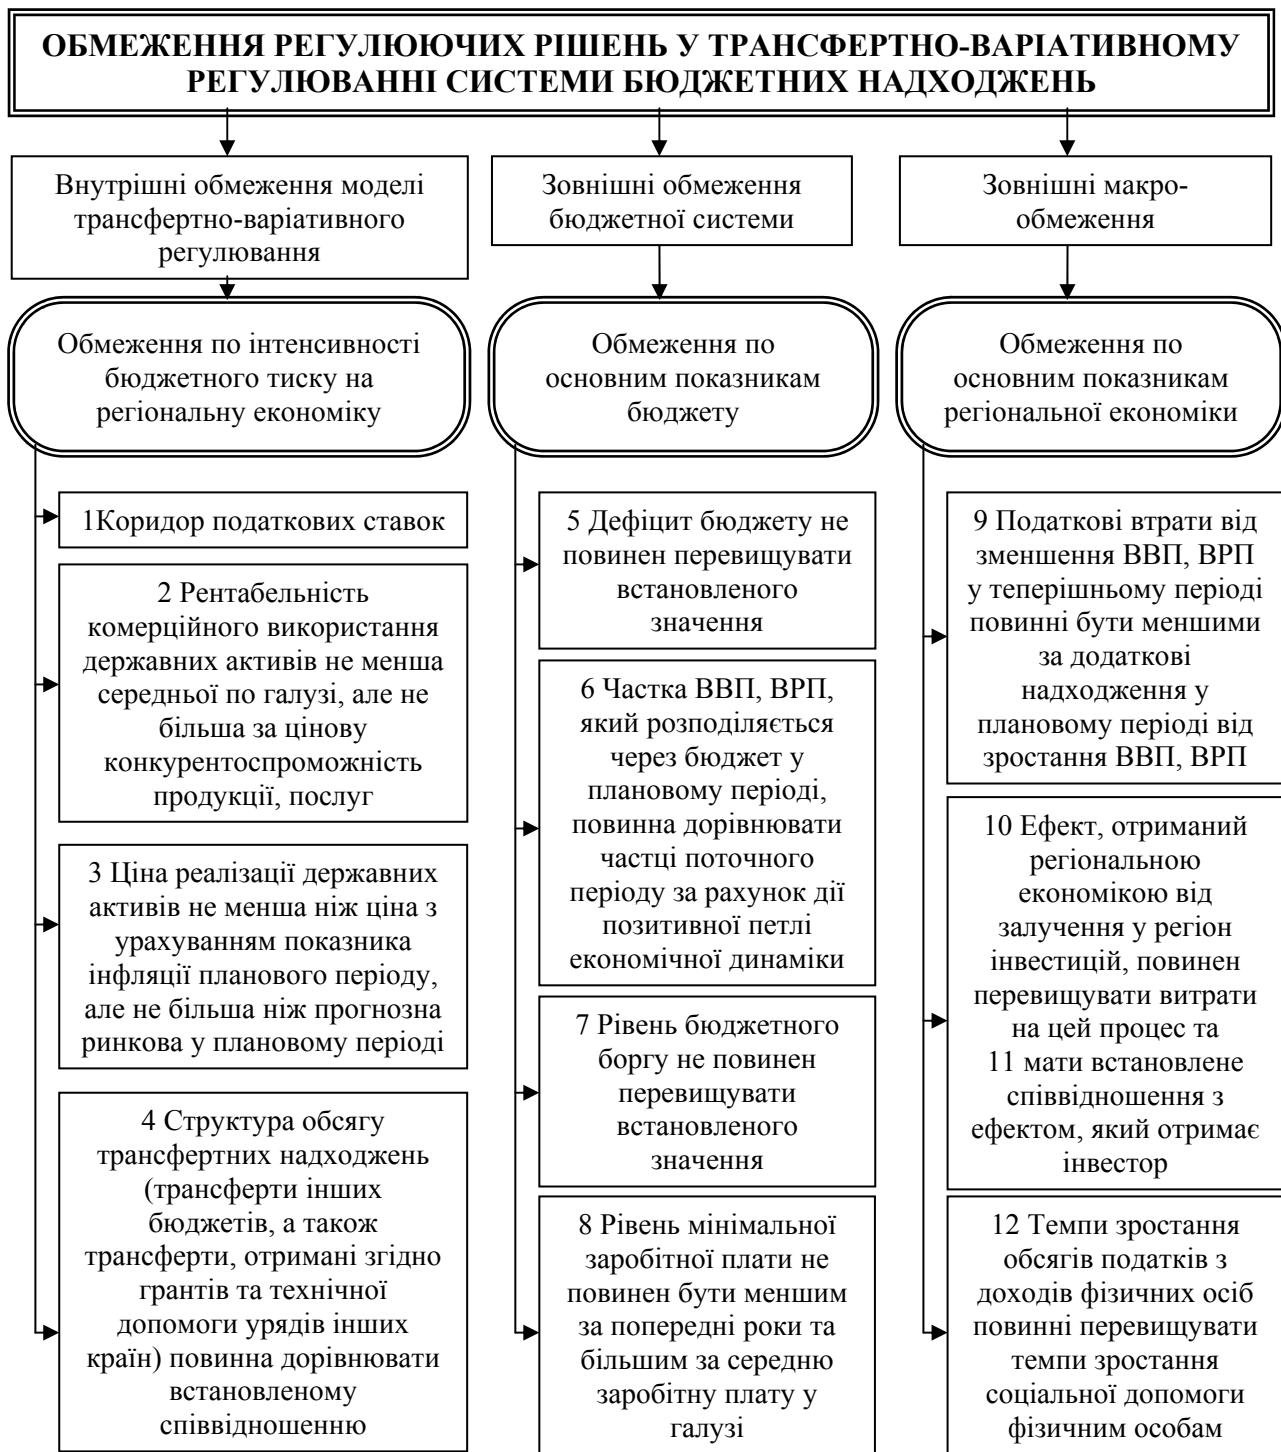 ОБМЕЖЕННЯ РЕГУЛЮЮЧИХ РІШЕНЬ У ТРАНСФЕРТНО-ВАРІАТИВНОМУ
РЕГУЛЮВАННІ СИСТЕМИ БЮДЖЕТНИХ НАДХОДЖЕНЬ
Внутрішні обмеження моделі
трансфертно-варіативного
регулювання
Обмеження по інтенсивності
бюджетного тиску на
регіональну економіку
1Коридор податкових ставок
2 Рентабельність
комерційного використання
державних активів не менша
середньої по галузі, але не
більша за цінову
конкурентоспроможність
продукції, послуг
3 Ціна реалізації державних
активів не менша ніж ціна з
урахуванням показника
інфляції планового періоду,
але не більша ніж прогнозна
ринкова у плановому періоді
4 Структура обсягу
трансфертних надходжень
(трансферти інших
бюджетів, а також
трансферти, отримані згідно
грантів та технічної
допомоги урядів інших
країн) повинна дорівнювати
встановленому
співвідношенню
Зовнішні обмеження
бюджетної системи
Обмеження по
основним показникам
бюджету
5 Дефіцит бюджету не
повинен перевищувати
встановленого
значення
6 Частка ВВП, ВРП,
який розподіляється
через бюджет у
плановому періоді,
повинна дорівнювати
частці поточного
періоду за рахунок дії
позитивної петлі
економічної динаміки
7 Рівень бюджетного
боргу не повинен
перевищувати
встановленого
значення
8 Рівень мінімальної
заробітної плати не
повинен бути меншим
за попередні роки та
більшим за середню
заробітну плату у
галузі
Зовнішні макро-
обмеження
Обмеження по
основним показникам
регіональної економіки
9 Податкові втрати від
зменшення ВВП, ВРП
у теперішньому періоді
повинні бути меншими
за додаткові
надходження у
плановому періоді від
зростання ВВП, ВРП
10 Ефект, отриманий
регіональною
економікою від
залучення у регіон
інвестицій, повинен
перевищувати витрати
на цей процес та
11 мати встановлене
співвідношення з
ефектом, який отримає
інвестор
12 Темпи зростання
обсягів податків з
доходів фізичних осіб
повинні перевищувати
темпи зростання
соціальної допомоги
фізичним особам